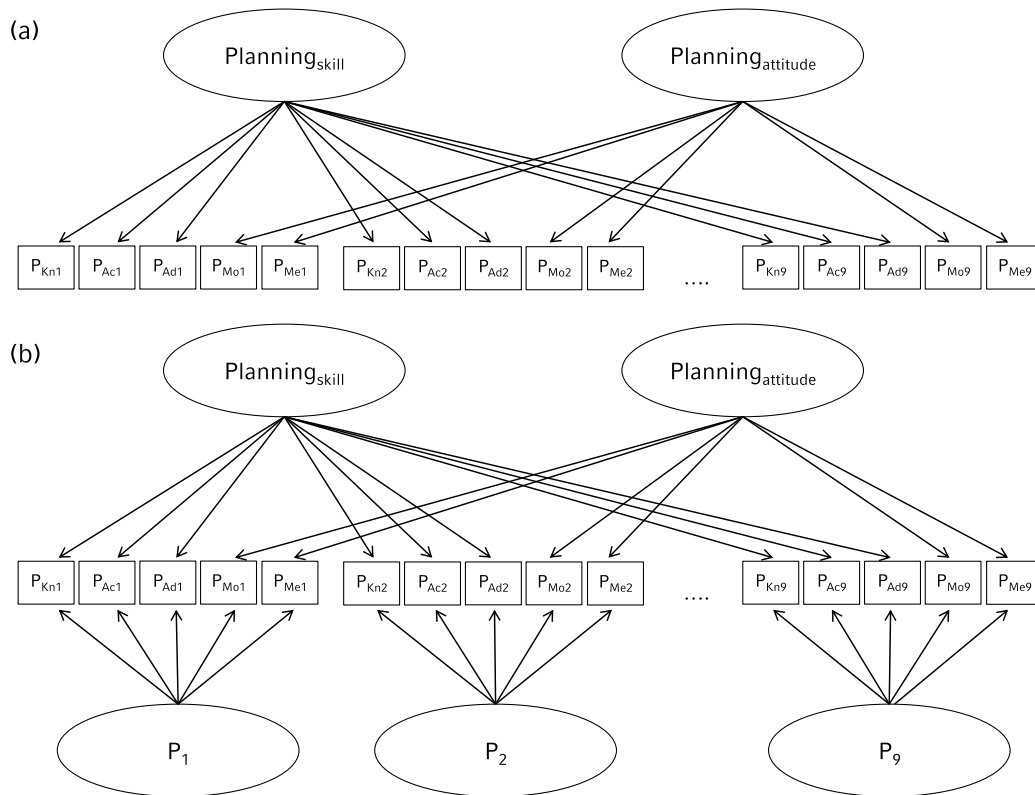 (a)
Planning_skill Planning_attitude
P_Kn1 P_Ac1 P_Ad1 P_Mo1 P_Me1 P_Kn2 P_Ac2 P_Ad2 P_Mo2 P_Me2 .... P_Kn9 P_Ac9 P_Ad9 P_Mo9 P_Me9
(b)
Planning_skill Planning_attitude
P_Kn1 P_Ac1 P_Ad1 P_Mo1 P_Me1 P_Kn2 P_Ac2 P_Ad2 P_Mo2 P_Me2 .... P_Kn9 P_Ac9 P_Ad9 P_Mo9 P_Me9
P_1 P_2 P_9